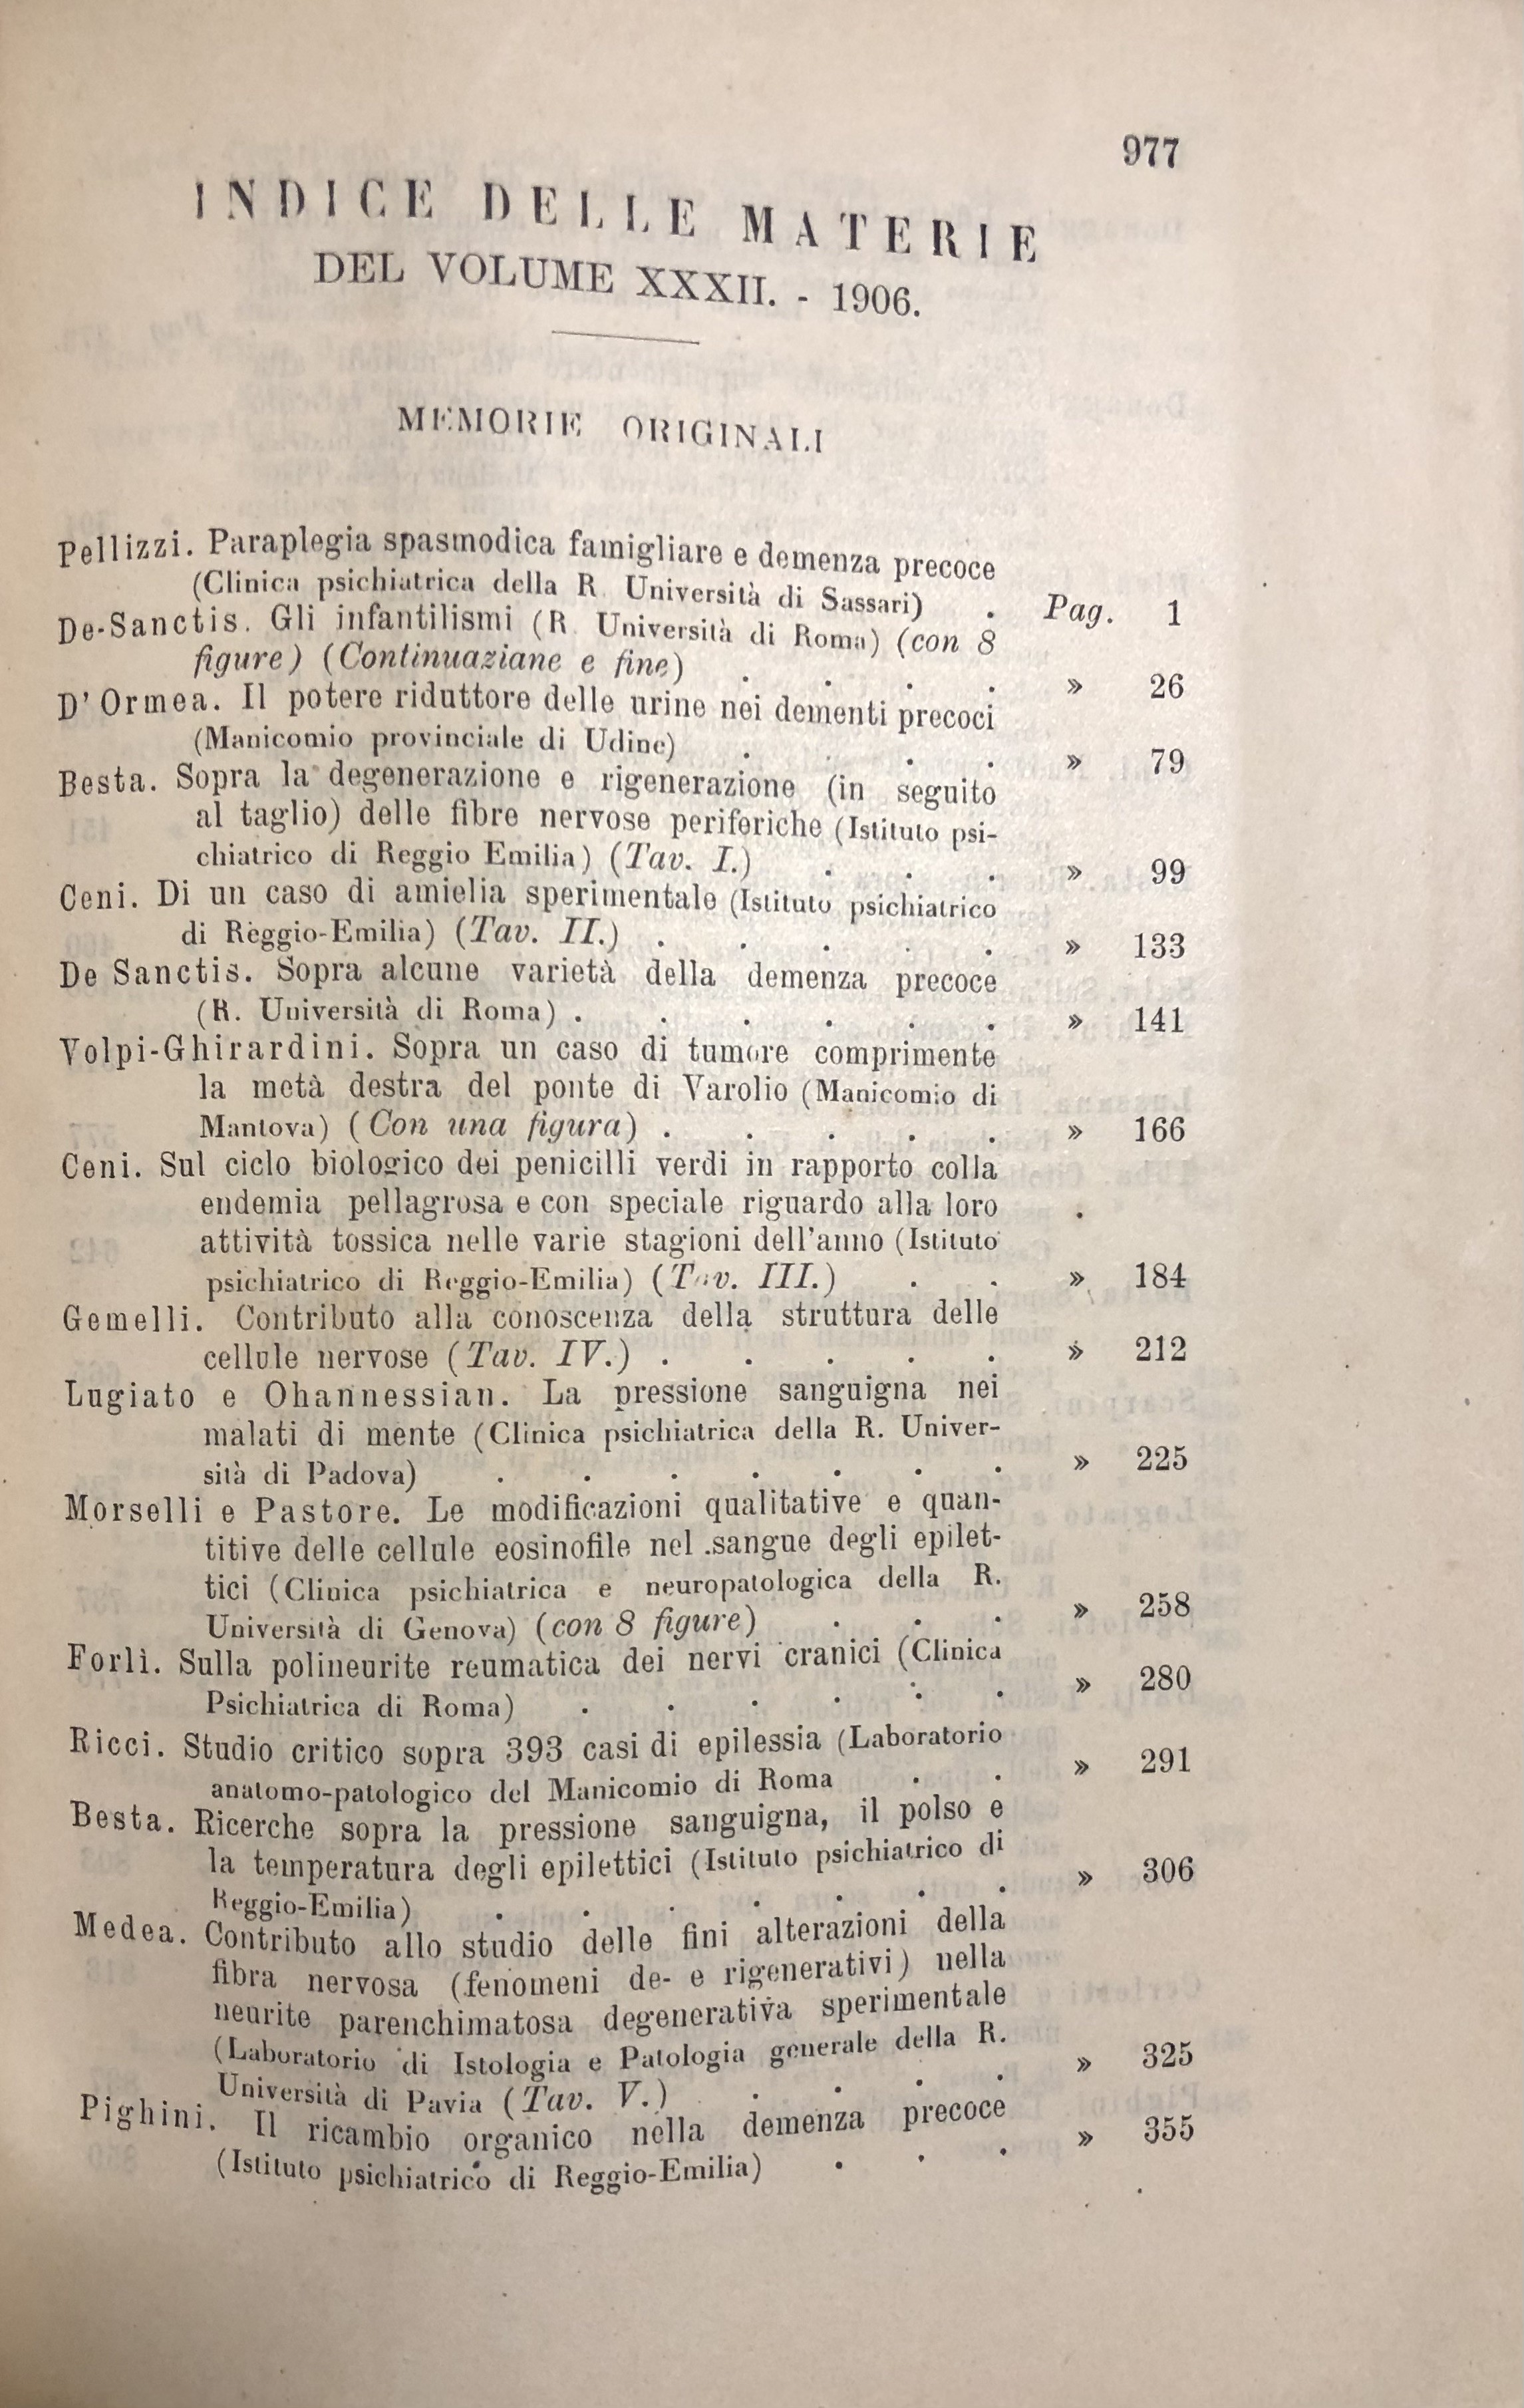 977
INDICE DELLE MATERIE
DEL VOLUME XXXII. - 1906.
MEMORIE ORIGINALI
Pellizzi. Paraplegia spasmodica famigliare e demenza precoce
(Clinica psichiatrica della R. Università di Sassari) . Pag. 1
De-Sanctis. Gli infantilismi (R. Università di Roma) (con 8
figure) (Continuaziane e fine) . . . . » 26
D' Ormea. Il potere riduttore delle urine nei dementi precoci
(Manicomio provinciale di Udine) . . . . » 79
Besta. Sopra la degenerazione e rigenerazione (in seguito
al taglio) delle fibre nervose periferiche (Istituto psi-
chiatrico di Reggio Emilia) (Tav. I.) . . . » 99
Ceni. Di un caso di amielia sperimentale (Istituto psichiatrico
di Reggio-Emilia) (Tav. II.) . . . . . » 133
De Sanctis. Sopra alcune varietà della demenza precoce
(R. Università di Roma) . . . . . . » 141
Volpi-Ghirardini. Sopra un caso di tumore comprimente
la metà destra del ponte di Varolio (Manicomio di
Mantova) (Con una figura) . . . . . » 166
Ceni. Sul ciclo biologico dei penicilli verdi in rapporto colla
endemia pellagrosa e con speciale riguardo alla loro
attività tossica nelle varie stagioni dell'anno (Istituto
psichiatrico di Reggio-Emilia) (Tav. III.) . . » 184
Gemelli. Contributo alla conoscenza della struttura delle
cellule nervose (Tav. IV.) . . . . . » 212
Lugiato e Ohannessian. La pressione sanguigna nei
malati di mente (Clinica psichiatrica della R. Univer-
sità di Padova) . . . . . . . » 225
Morselli e Pastore. Le modificazioni qualitative e quan-
titive delle cellule eosinofile nel sangue degli epilet-
tici (Clinica psichiatrica e neuropatologica della R.
Università di Genova) (con 8 figure) . . . » 258
Forlì. Sulla polineurite reumatica dei nervi cranici (Clinica
Psichiatrica di Roma) . . . . . . » 280
Ricci. Studio critico sopra 393 casi di epilessia (Laboratorio
anatomo-patologico del Manicomio di Roma . . » 291
Besta. Ricerche sopra la pressione sanguigna, il polso e
la temperatura degli epilettici (Istituto psichiatrico di
Reggio-Emilia) . . . . . . . » 306
Medea. Contributo allo studio delle fini alterazioni della
fibra nervosa (fenomeni de- e rigenerativi) nella
neurite parenchimatosa degenerativa sperimentale
(Laboratorio di Istologia e Patologia generale della R.
Università di Pavia (Tav. V.) . . . . » 325
Pighini. Il ricambio organico nella demenza precoce
(Istituto psichiatrico di Reggio-Emilia) . . . » 355